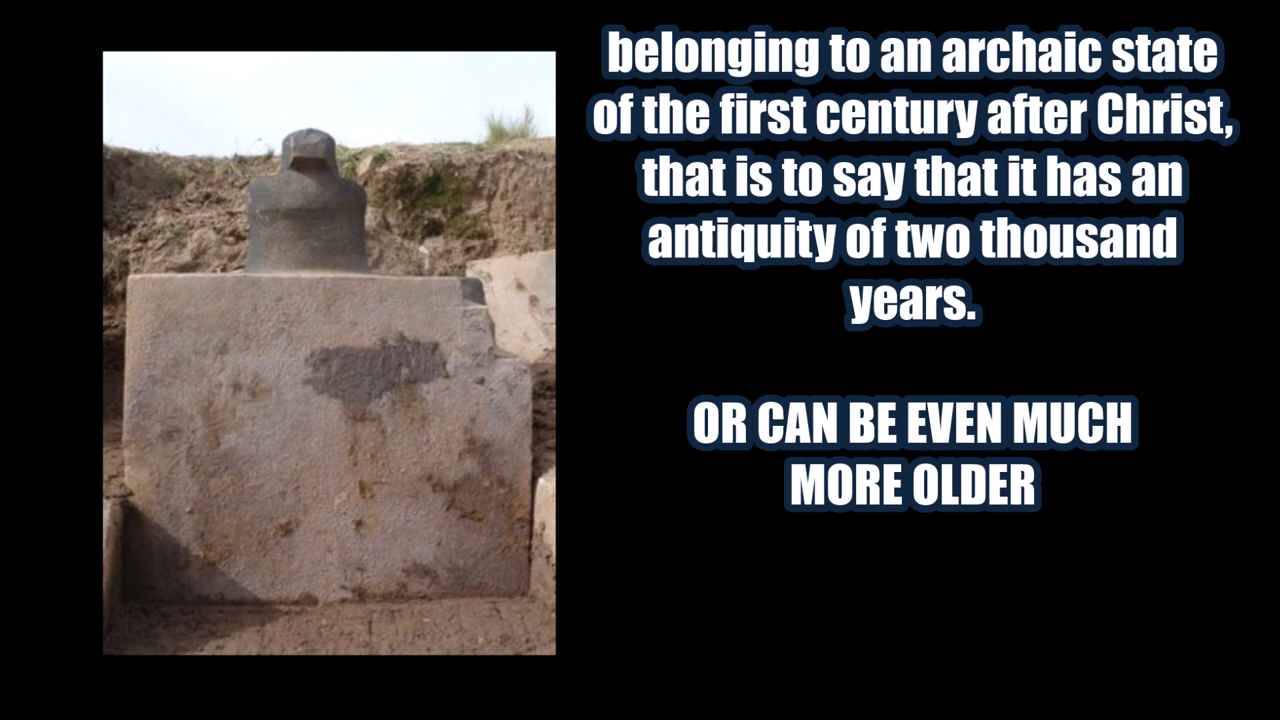 belonging to an archaic state
of the first century after Christ,
that is to say that it has an
antiquity of two thousand
years.
OR CAN BE EVEN MUCH
MORE OLDER